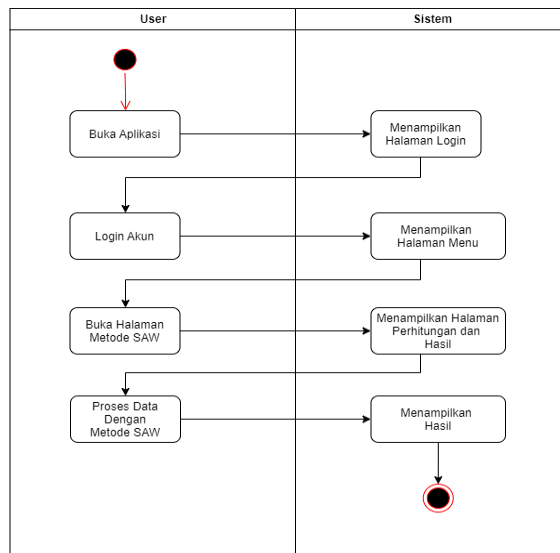 User
Sistem
Buka Aplikasi
Menampilkan
Halaman Login
Login Akun
Menampilkan
Halaman Menu
Buka Halaman
Metode SAW
Menampilkan Halaman
Perhitungan dan
Hasil
Proses Data
Dengan
Metode SAW
Menampilkan
Hasil